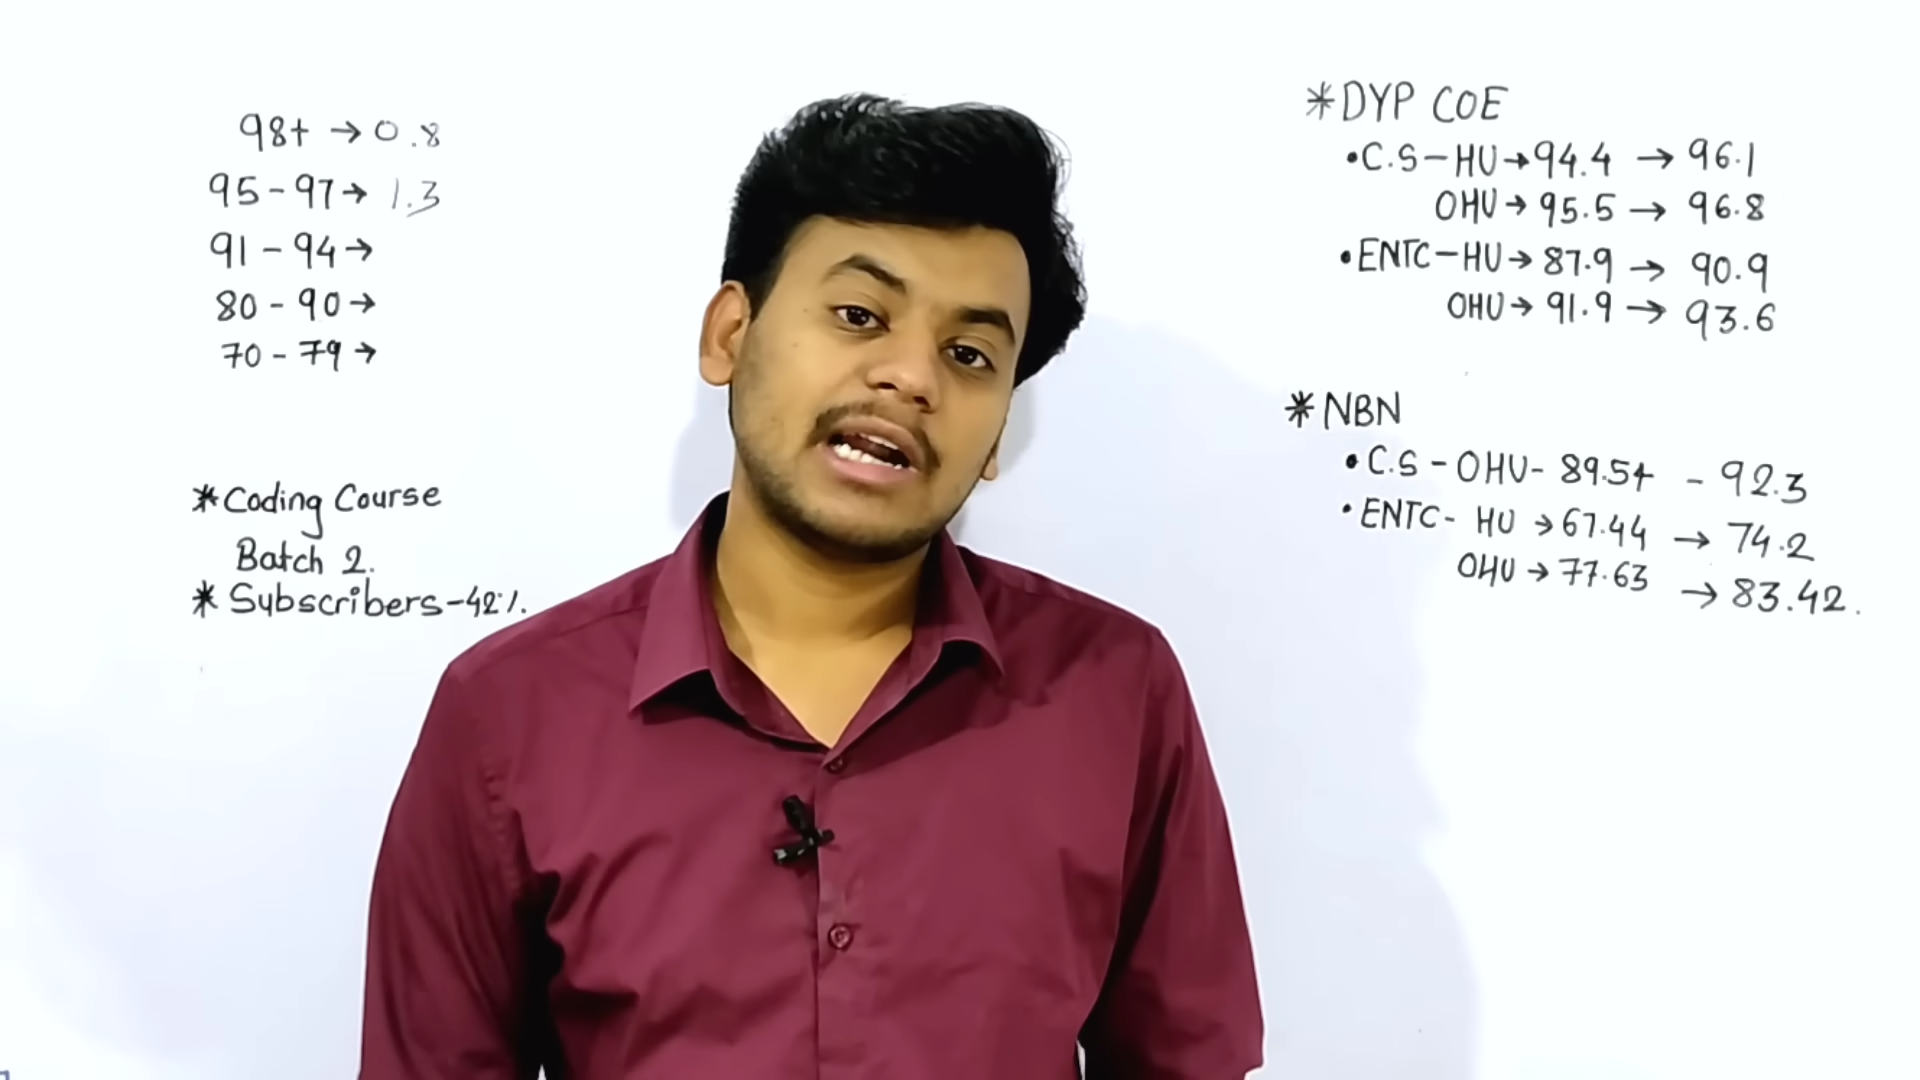 98+ → 0.8
95 - 97 → 1.3
91 - 94 →
80 - 90 →
70 - 79 →
* Coding Course
Batch 2.
* Subscribers - 42%.
* DYP COE
• C.S - HU → 94.4 → 96.1
OHU → 95.5 → 96.8
• ENTC - HU → 87.9 → 90.9
OHU → 91.9 → 93.6
* NBN
• C.S - OHU - 89.5+ - 92.3
• ENTC - HU → 67.44 → 74.2
OHU → 77.63 → 83.42.